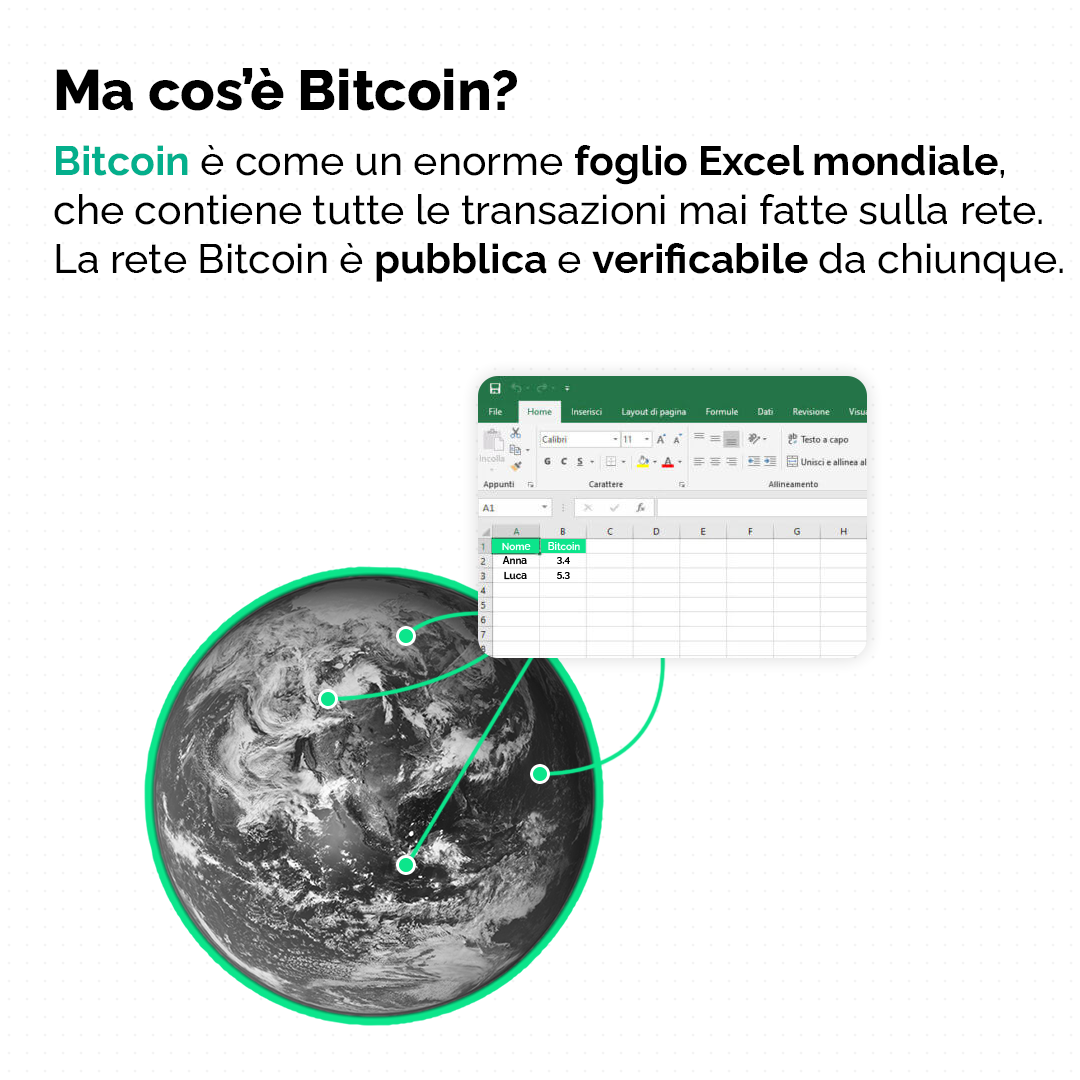 Ma cos’è Bitcoin?
Bitcoin è come un enorme foglio Excel mondiale,
che contiene tutte le transazioni mai fatte sulla rete.
La rete Bitcoin è pubblica e verificabile da chiunque.
File Home Inserisci Layout di pagina Formule Dati Revisione Visua
Calibri 11 A A Testo a capo
Incolla G C S A Unisci e allinea al
Appunti Carattere Allineamento
A1 fx
A B C D E F G H
1 Nome Bitcoin
2 Anna 3.4
3 Luca 5.3
4
5
6
7
8